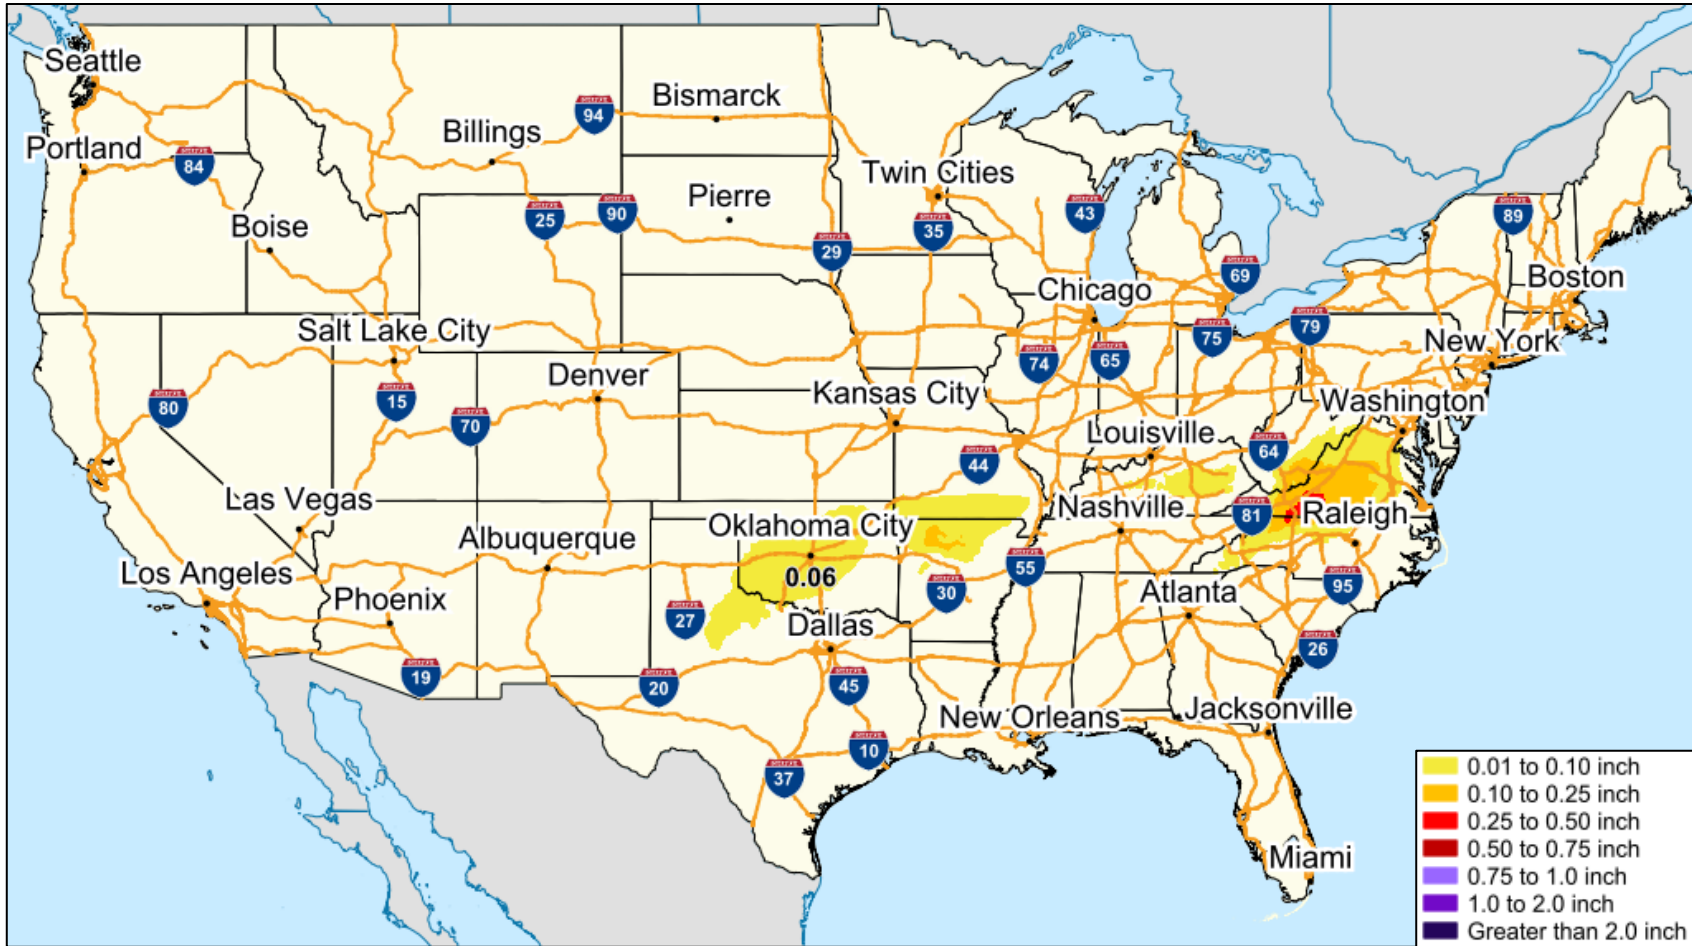 Seattle
Bismarck
94
Billings
Portland
84
Twin Cities
Pierre
25
90
43
89
Boise
35
29
69
Boston
Chicago
Salt Lake City
79
75
New York
74
65
Denver
Kansas City
15
80
Washington
70
Louisville
64
44
Las Vegas
Nashville
81
Raleigh
Oklahoma City
Albuquerque
55
Los Angeles
0.06
30
95
Atlanta
Phoenix
27
Dallas
26
19
20
45
Jacksonville
New Orleans
10
37
0.01 to 0.10 inch
0.10 to 0.25 inch
0.25 to 0.50 inch
0.50 to 0.75 inch
0.75 to 1.0 inch
1.0 to 2.0 inch
Greater than 2.0 inch
Miami